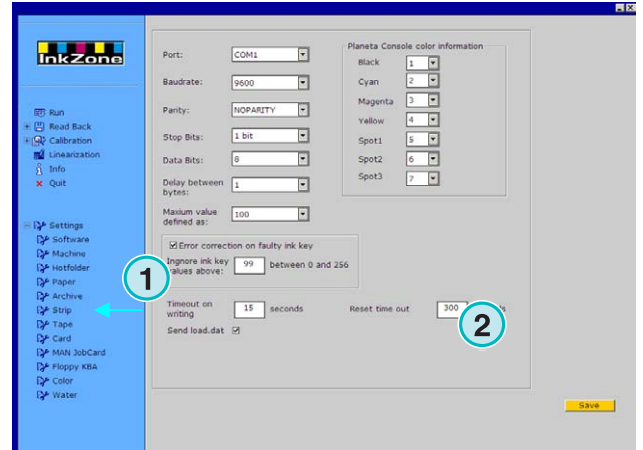 InkZone
Run
Read Back
Calibration
Linearization
Info
Quit
Settings
Software
Machine
Hotfolder
Paper
Archive
Strip
Tape
Card
MAN JobCard
Floppy KBA
Color
Water
1
Port: COM1
Baudrate: 9600
Parity: NOPARITY
Stop Bits: 1 bit
Data Bits: 8
Delay between
bytes: 1
Maxium value
defined as: 100
Error correction on faulty ink key
Ingnore ink key
values above: 99 between 0 and 256
Timeout on
writing 15 seconds
Send load.dat
Planeta Console color information
Black 1
Cyan 2
Magenta 3
Yellow 4
Spot1 5
Spot2 6
Spot3 7
Reset time out 300
2
Save